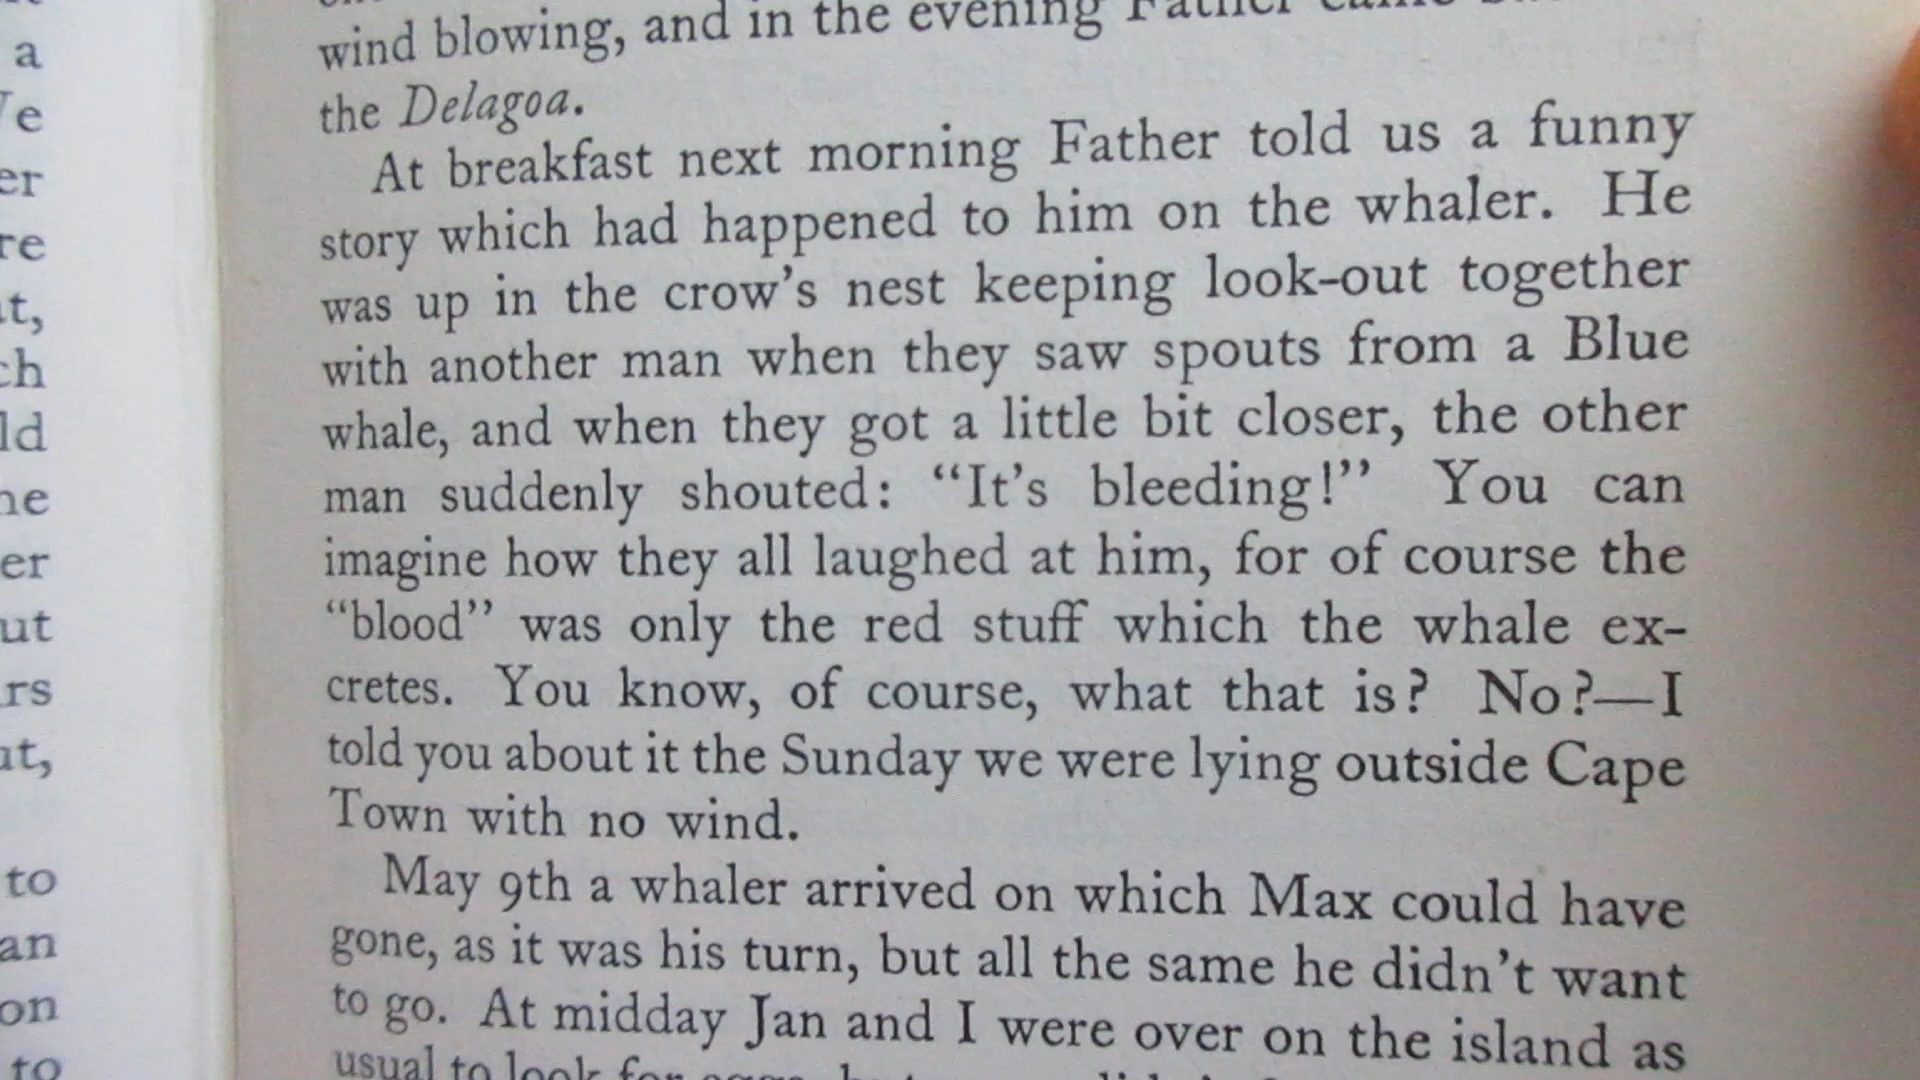 a
wind blowing, and in the evening Father came
the Delagoa.
At breakfast next morning Father told us a funny
story which had happened to him on the whaler. He
was up in the crow's nest keeping look-out together
with another man when they saw spouts from a Blue
whale, and when they got a little bit closer, the other
man suddenly shouted: “It's bleeding!” You can
imagine how they all laughed at him, for of course the
“blood” was only the red stuff which the whale ex-
cretes. You know, of course, what that is? No?—I
told you about it the Sunday we were lying outside Cape
Town with no wind.
May 9th a whaler arrived on which Max could have
gone, as it was his turn, but all the same he didn't want
to go. At midday Jan and I were over on the island as
usual to look for eggs, but
to
on
to